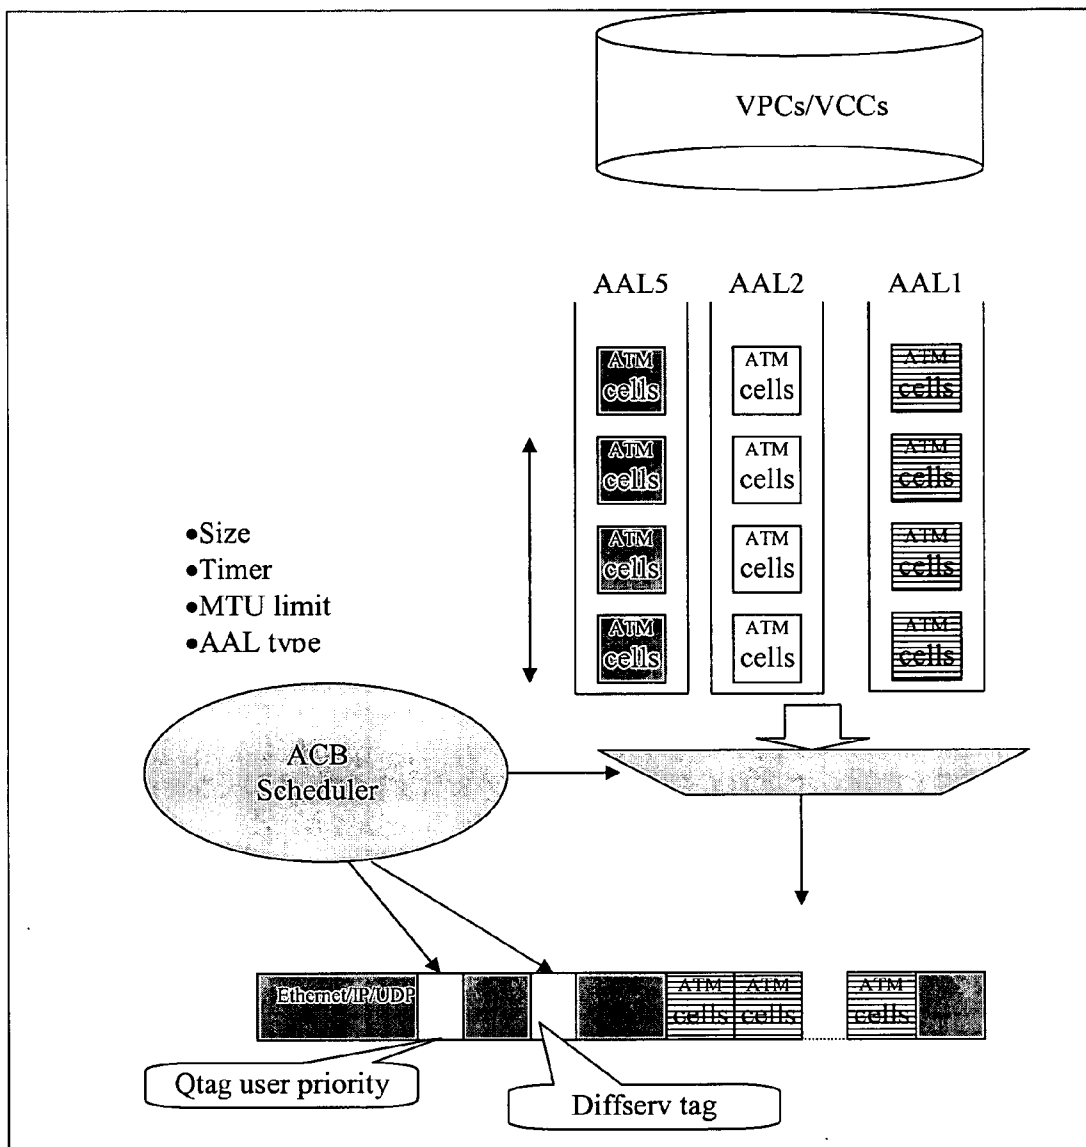 VPCs/VCCs
AAL5 AAL2 AAL1
ATM cells ATM cells ATM cells
ATM cells ATM cells ATM cells
ATM cells ATM cells ATM cells
ATM cells ATM cells ATM cells
•Size
•Timer
•MTU limit
•AAL type
ACB
Scheduler
Ethernet/IP/UDP
ATM cells ATM cells ATM cells
Qtag user priority
Diffserv tag